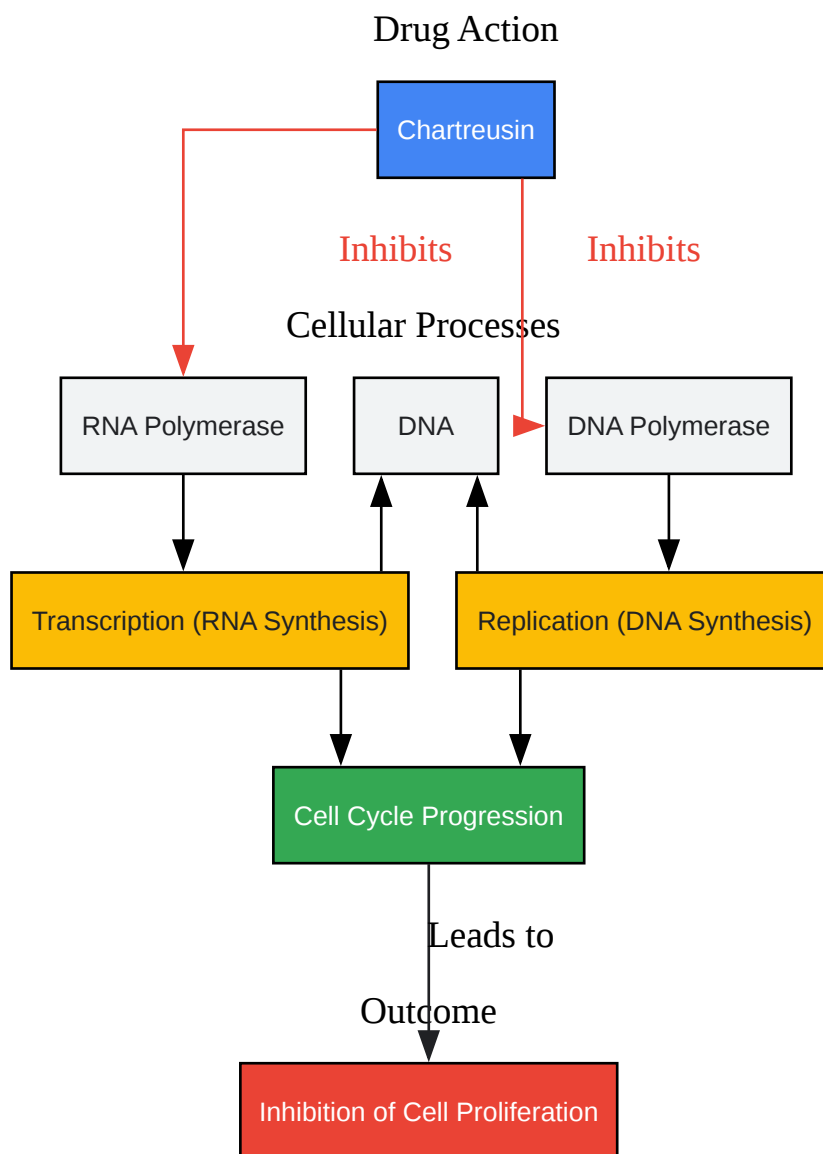 Drug Action
Chartreusin
Inhibits
Inhibits
Cellular Processes
RNA Polymerase
DNA
DNA Polymerase
Transcription (RNA Synthesis)
Replication (DNA Synthesis)
Cell Cycle Progression
Leads to
Outcome
Inhibition of Cell Proliferation